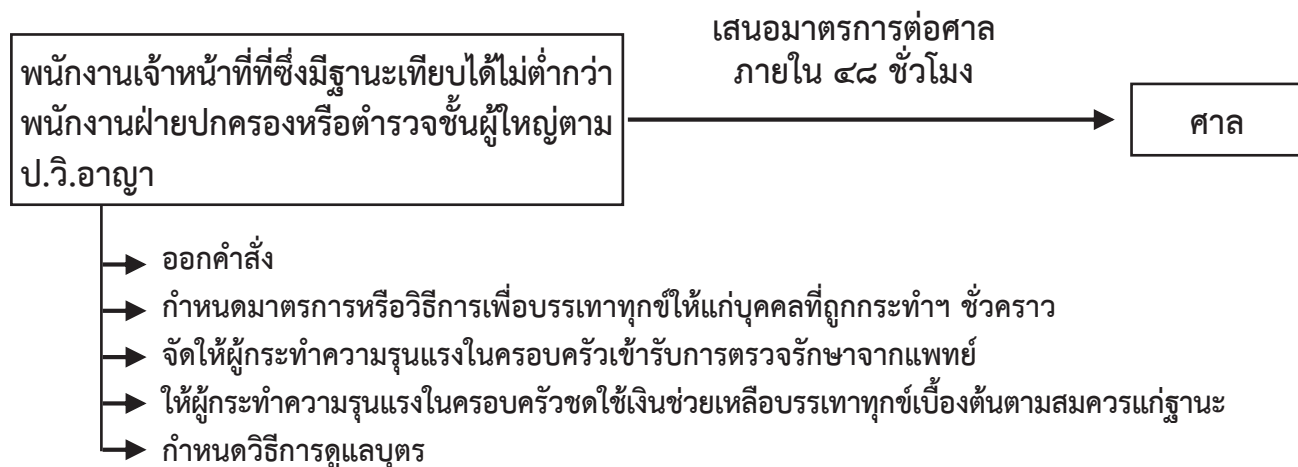 เสนอมาตรการต่อศาล
ภายใน ๔๘ ชั่วโมง
พนักงานเจ้าหน้าที่ที่ซึ่งมีฐานะเทียบได้ไม่ต่ำกว่า
พนักงานฝ่ายปกครองหรือตำรวจชั้นผู้ใหญ่ตาม
ป.วิ.อาญา
ศาล
ออกคำสั่ง
กำหนดมาตรการหรือวิธีการเพื่อบรรเทาทุกข์ให้แก่บุคคลที่ถูกกระทำฯ ชั่วคราว
จัดให้ผู้กระทำความรุนแรงในครอบครัวเข้ารับการตรวจรักษาจากแพทย์
ให้ผู้กระทำความรุนแรงในครอบครัวชดใช้เงินช่วยเหลือบรรเทาทุกข์เบื้องต้นตามสมควรแก่ฐานะ
กำหนดวิธีการดูแลบุตร